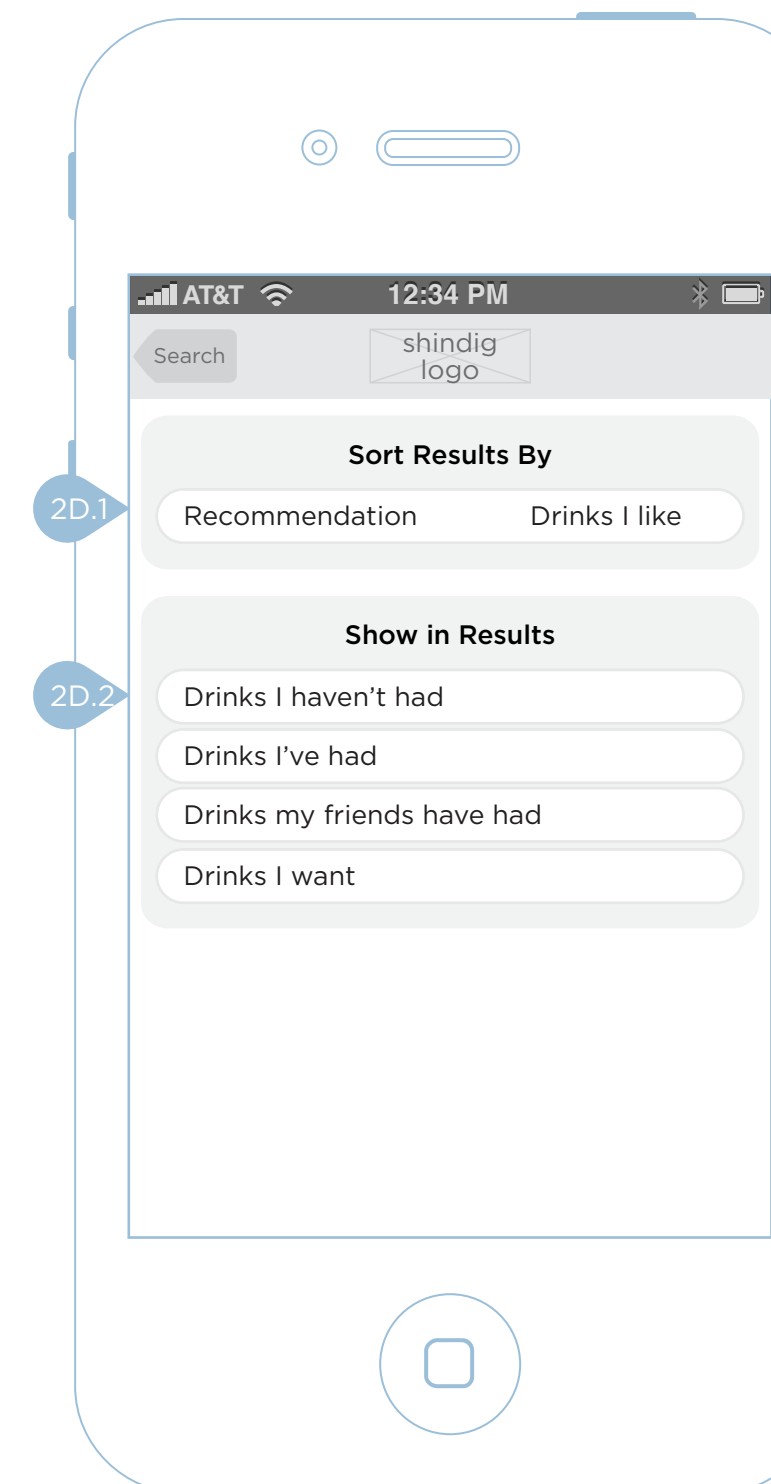 AT&T 12:34 PM
Search
shindig
logo
Sort Results By
2D.1
Recommendation Drinks I like
Show in Results
2D.2
Drinks I haven’t had
Drinks I’ve had
Drinks my friends have had
Drinks I want